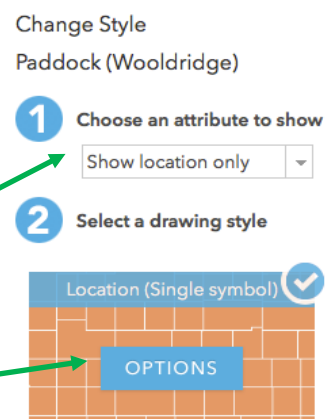 Change Style
Paddock (Wooldridge)
1 Choose an attribute to show
Show location only
2 Select a drawing style
Location (Single symbol)
OPTIONS